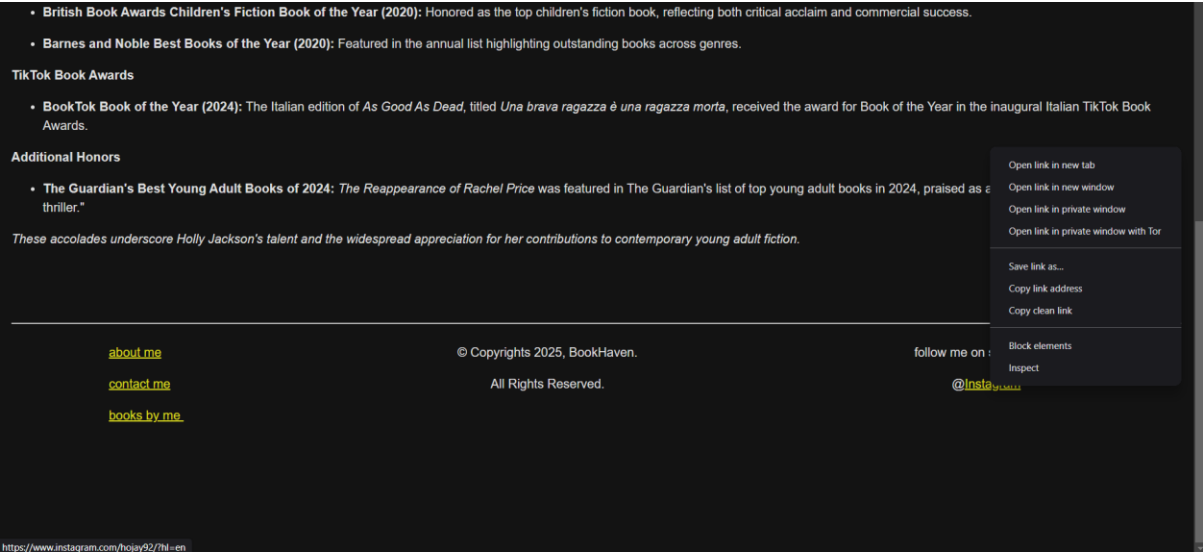 • British Book Awards Children's Fiction Book of the Year (2020): Honored as the top children's fiction book, reflecting both critical acclaim and commercial success.
• Barnes and Noble Best Books of the Year (2020): Featured in the annual list highlighting outstanding books across genres.
TikTok Book Awards
• BookTok Book of the Year (2024): The Italian edition of As Good As Dead, titled Una brava ragazza è una ragazza morta, received the award for Book of the Year in the inaugural Italian TikTok Book
Awards.
Additional Honors
• The Guardian's Best Young Adult Books of 2024: The Reappearance of Rachel Price was featured in The Guardian's list of top young adult books in 2024, praised as a
thriller."
These accolades underscore Holly Jackson's talent and the widespread appreciation for her contributions to contemporary young adult fiction.
Open link in new tab
Open link in new window
Open link in private window
Open link in private window with Tor
Save link as...
Copy link address
Copy clean link
Block elements
Inspect
about me
contact me
books by me
© Copyrights 2025, BookHaven.
All Rights Reserved.
follow me on
@Instagram
https://www.instagram.com/hojay92/?hl=en